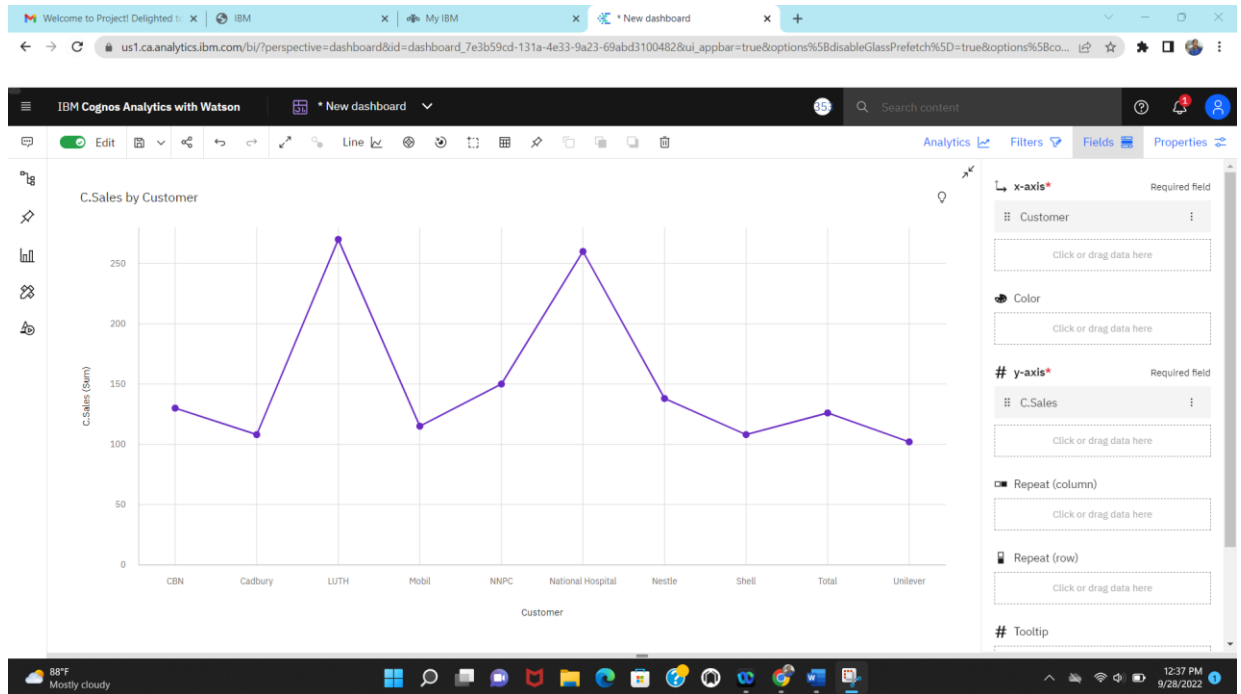 Welcome to Project! Delighted to
IBM
My IBM
* New dashboard
us1.ca.analytics.ibm.com/bi/?perspective=dashboard&id=dashboard_7e3b59cd-131a-4e33-9a23-69abd3100482&ui_appbar=true&options%5BdisableGlassPrefetch%5D=true&options%5Bco...
IBM Cognos Analytics with Watson
* New dashboard
Search content
1
Edit
Line
Analytics
Filters
Fields
Properties
C.Sales by Customer
250
200
150
100
50
0
C.Sales (Sum)
CBN Cadbury LUTH Mobil NNPC National Hospital Nestle Shell Total Unilever
Customer
x-axis* Required field
Customer
Click or drag data here
Color
Click or drag data here
y-axis* Required field
C.Sales
Click or drag data here
Repeat (column)
Click or drag data here
Repeat (row)
Click or drag data here
Tooltip
88°F
Mostly cloudy
12:37 PM
9/28/2022
1